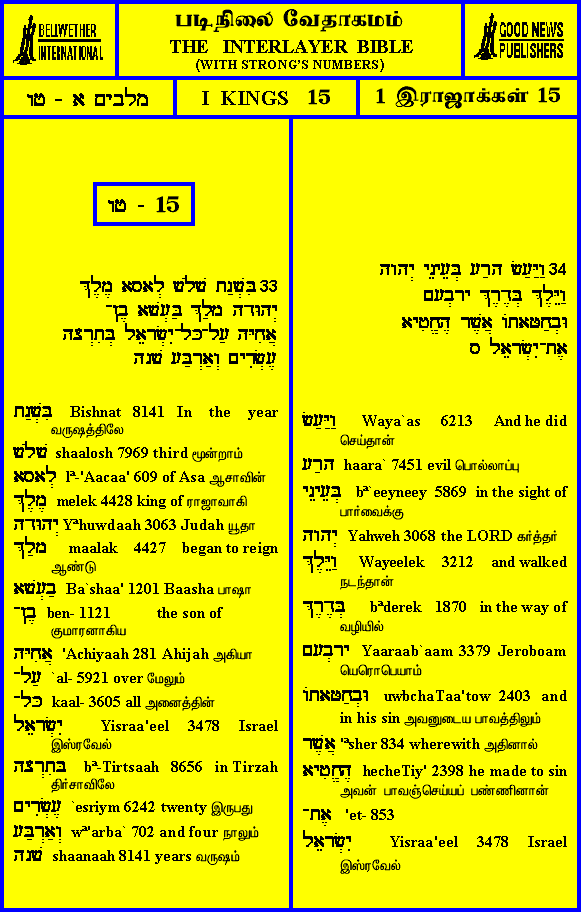 BELLWETHER
INTERNATIONAL
படிநிலை வேதாகமம்
THE INTERLAYER BIBLE
(WITH STRONG'S NUMBERS)
GOOD NEWS
PUBLISHERS
מלכים א - טו
I KINGS 15
1 இராஜாக்கள் 15
טו - 15
33 בִּשְׁנַת שָׁלֹשׁ לְאָסָא מֶלֶךְ
יְהוּדָה מָלַךְ בַּעְשָׁא בֶן־
אֲחִיָּה עַל־כָּל־יִשְׂרָאֵל בְּתִרְצָה
עֶשְׂרִים וְאַרְבַּע שָׁנָה
בִּשְׁנַת Bishnat 8141 In the year
வருஷத்திலே
שָׁלֹשׁ shaalosh 7969 third மூன்றாம்
לְאָסָא lª-'Aacaa' 609 of Asa ஆசாவின்
מֶלֶךְ melek 4428 king of ராஜாவாகி
יְהוּדָה Yªhuwdaah 3063 Judah யூதா
מָלַךְ maalak 4427 began to reign
ஆண்டு
בַּעְשָׁא Ba`shaa' 1201 Baasha பாஷா
בֶן־ ben- 1121 the son of
குமாரனாகிய
אֲחִיָּה 'Achiyaah 281 Ahijah அகியா
עַל־ `al- 5921 over மேலும்
כָּל־ kaal- 3605 all அனைத்தின்
יִשְׂרָאֵל Yisraa'eel 3478 Israel
இஸ்ரவேல்
בְּתִרְצָה bª-Tirtsaah 8656 in Tirzah
திர்சாவிலே
עֶשְׂרִים `esriym 6242 twenty இருபது
וְאַרְבַּע wª'arba` 702 and four நாலும்
שָׁנָה shaanaah 8141 years வருஷம்
34 וַיַּעַשׂ הָרַע בְּעֵינֵי יְהוָה
וַיֵּלֶךְ בְּדֶרֶךְ יָרָבְעָם
וּבְחַטָּאתוֹ אֲשֶׁר הֶחֱטִיא
אֶת־יִשְׂרָאֵל ס
וַיַּעַשׂ Waya`as 6213 And he did
செய்தான்
הָרַע haara` 7451 evil பொல்லாப்பு
בְּעֵינֵי bª`eeyneey 5869 in the sight of
பார்வைக்கு
יְהוָה Yahweh 3068 the LORD கர்த்தர்
וַיֵּלֶךְ Wayeelek 3212 and walked
நடந்தான்
בְּדֶרֶךְ bªderek 1870 in the way of
வழியில்
יָרָבְעָם Yaaraab`aam 3379 Jeroboam
யெரொபெயாம்
וּבְחַטָּאתוֹ uwbchaTaa'tow 2403 and
in his sin அவனுடைய பாவத்திலும்
אֲשֶׁר 'ªsher 834 wherewith அதினால்
הֶחֱטִיא hecheTiy' 2398 he made to sin
அவன் பாவஞ்செய்யப் பண்ணினான்
אֶת־ 'et- 853
יִשְׂרָאֵל Yisraa'eel 3478 Israel
இஸ்ரவேல்